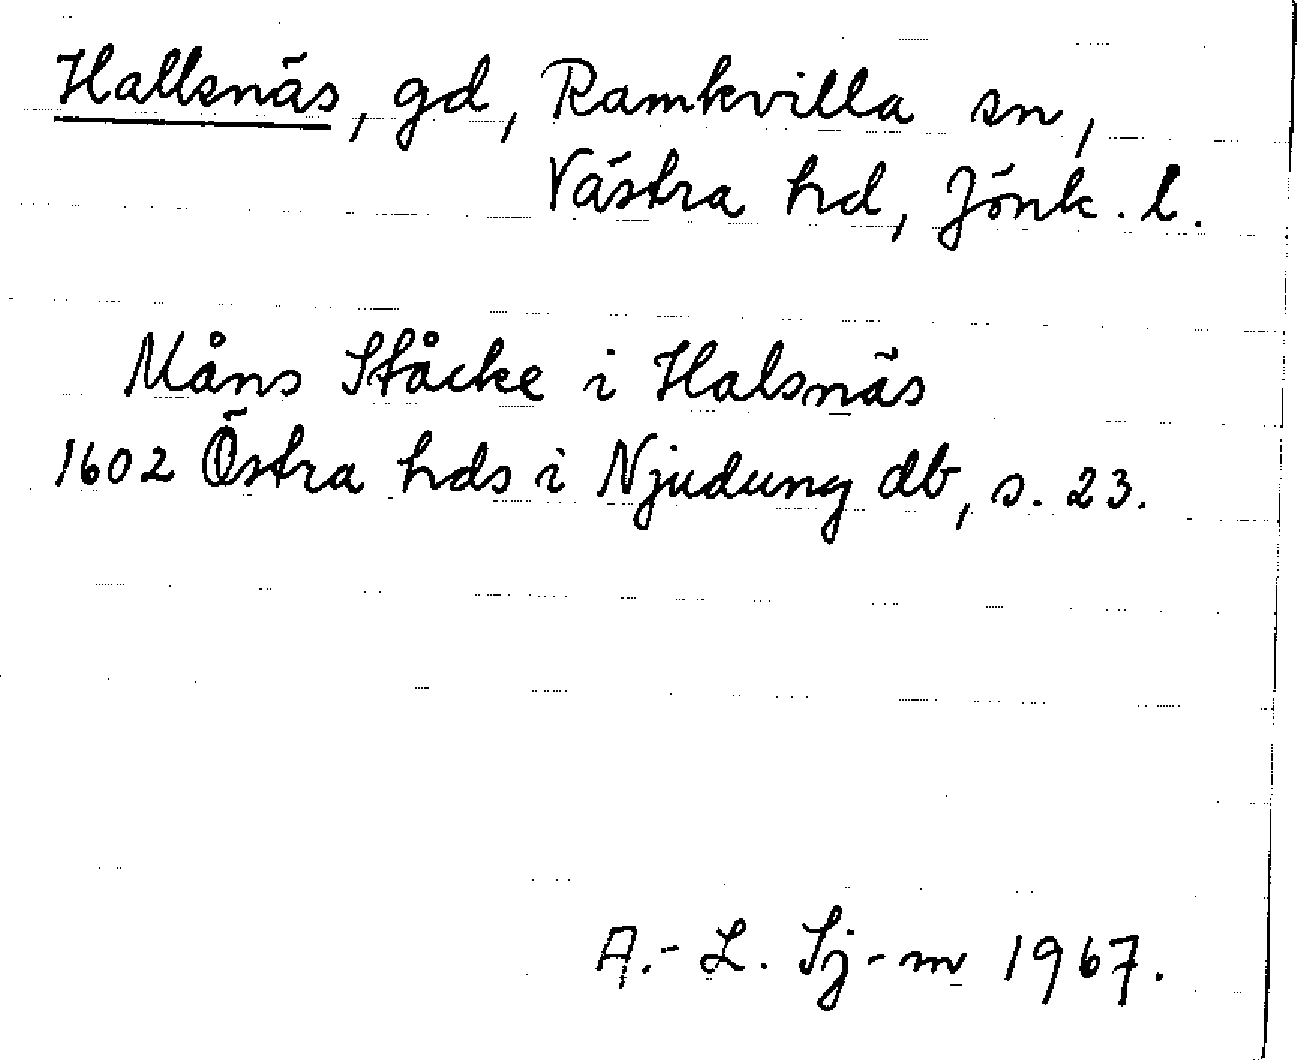 Hallsnäs, gd, Ramkvilla sn,
Västra hd, Jönk. l.
Måns Ståcke i Halsnäs
1602 Östra hds i Njudung db, s. 23.
A.-L. Sj-m 1967.